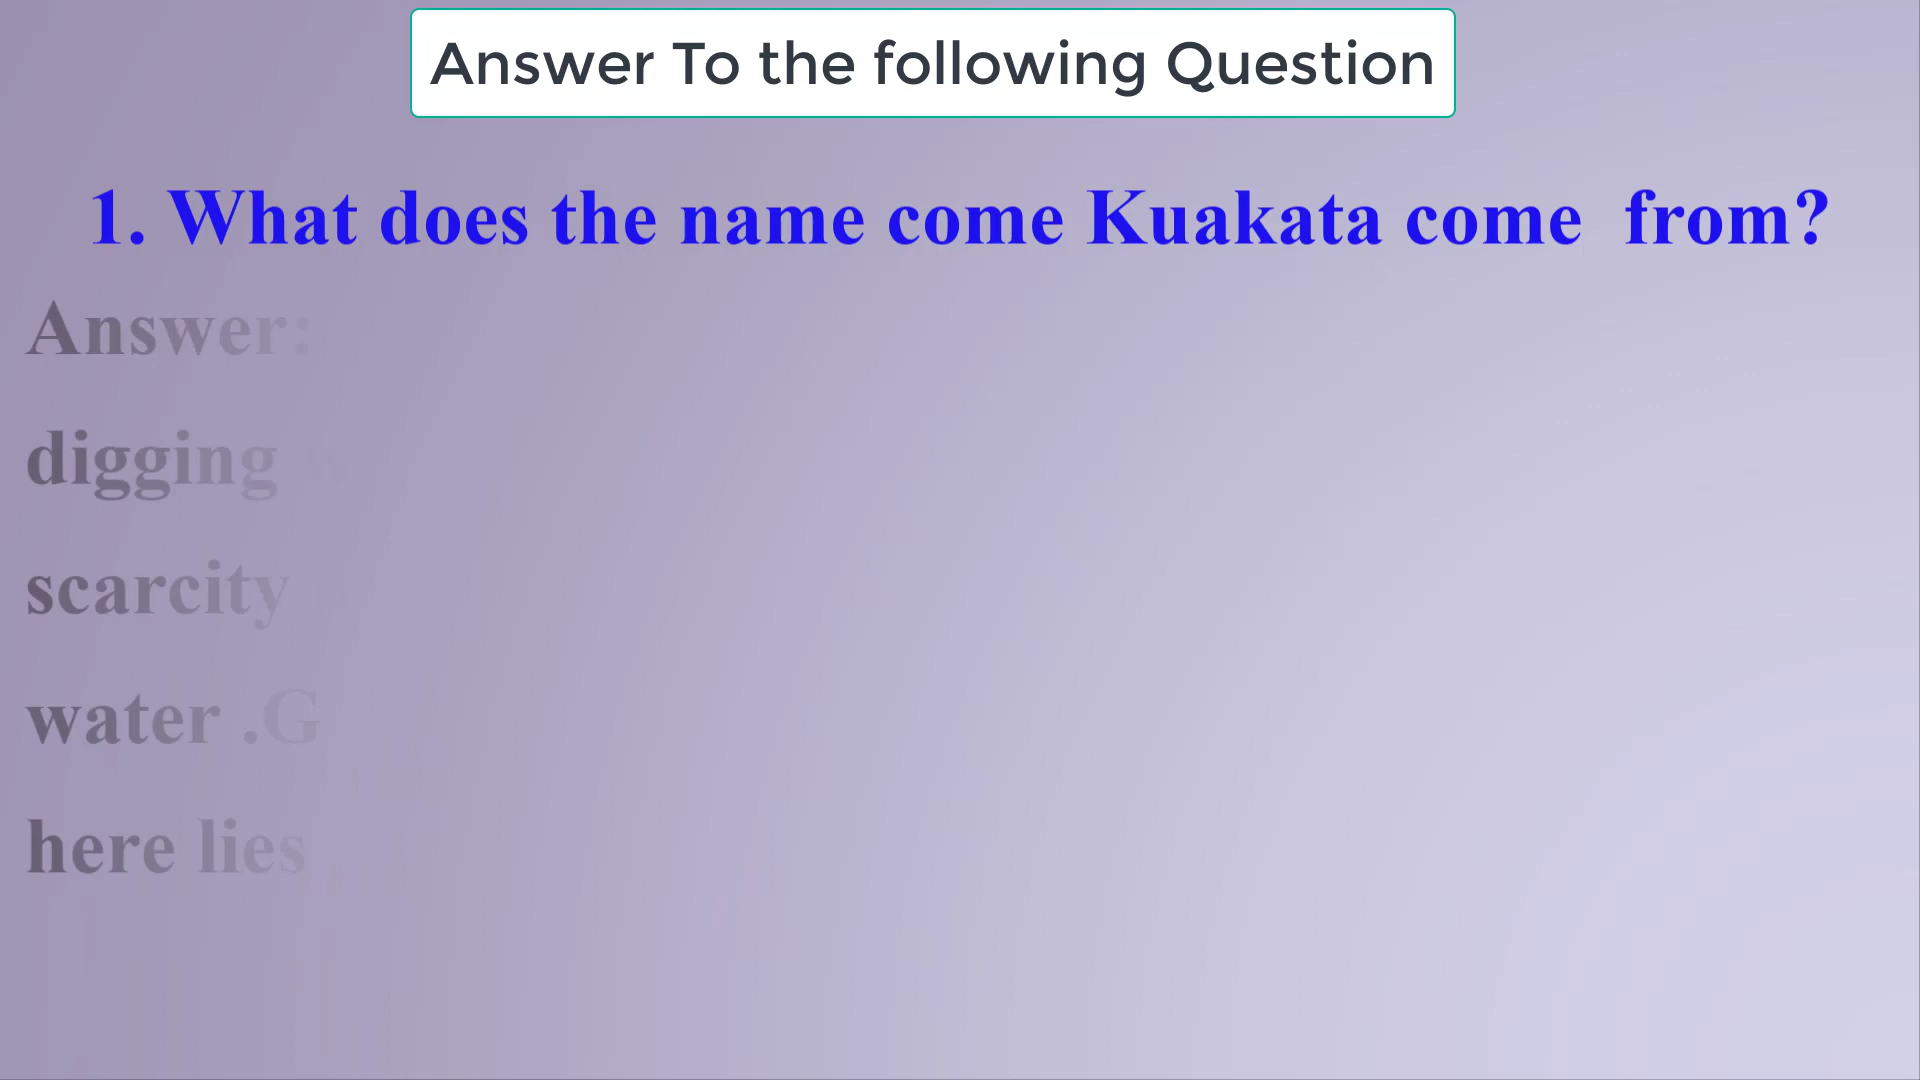 Answer To the following Question
1. What does the name come Kuakata come from?
Answer:
digging
scarcity
water .G
here lies